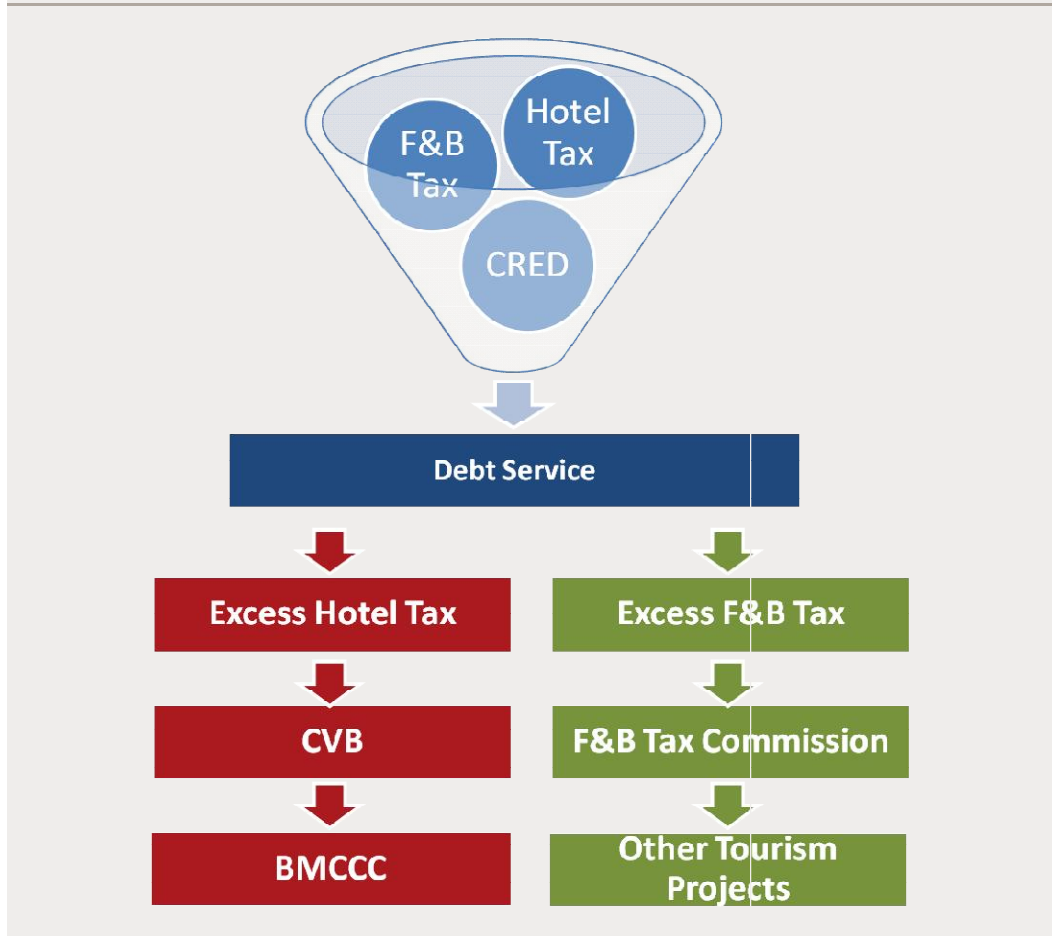 Hotel
Tax
F&B
Tax
CRED
Debt Service
Excess Hotel Tax
Excess F&B Tax
CVB
F&B Tax Commission
BMCCC
Other Tourism
Projects